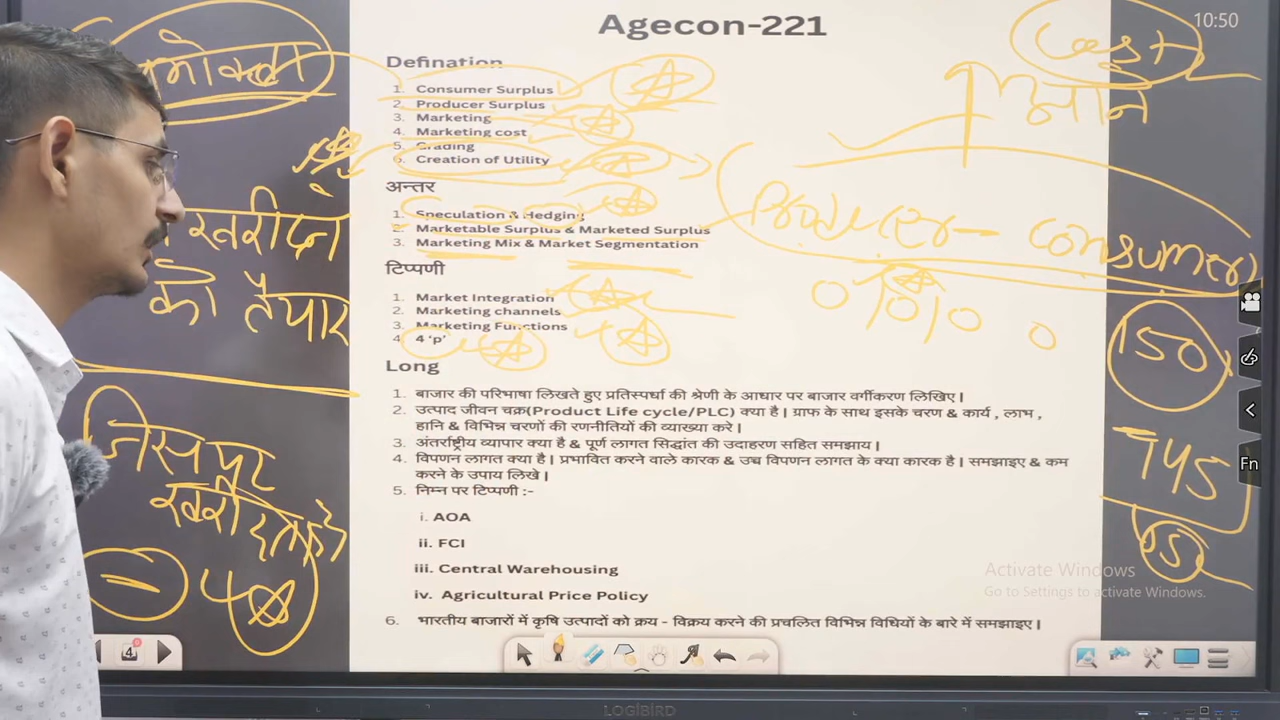 Agecon-221
10:50
Defination
1. Consumer Surplus
2. Producer Surplus
3. Marketing
4. Marketing cost
5. Grading
6. Creation of Utility
अन्तर
1. Speculation & Hedging
2. Marketable Surplus & Marketed Surplus
3. Marketing Mix & Market Segmentation
टिप्पणी
1. Market Integration
2. Marketing channels
3. Marketing Functions
4. 4 ‘p’
Long
1. बाजार की परिभाषा लिखते हुए प्रतिस्पर्धा की श्रेणी के आधार पर बाजार वर्गीकरण लिखिए |
2. उत्पाद जीवन चक्र(Product Life cycle/PLC) क्या है | ग्राफ के साथ इसके चरण & कार्य , लाभ ,
हानि & विभिन्न चरणों की रणनीतियों की व्याख्या करे |
3. अंतर्राष्ट्रीय व्यापार क्या है & पूर्ण लागत सिद्धांत की उदाहरण सहित समझाय |
4. विपणन लागत क्या है | प्रभावित करने वाले कारक & उच्च विपणन लागत के क्या कारक है | समझाइए & कम
करने के उपाय लिखे |
5. निम्न पर टिप्पणी :-
i. AOA
ii. FCI
iii. Central Warehousing
iv. Agricultural Price Policy
6. भारतीय बाजारों में कृषि उत्पादों को क्रय - विक्रय करने की प्रचलित विभिन्न विधियों के बारे में समझाइए |
खरीदना
को तैयार
जिस पर
Cost
Producer - Consumer
150
145
Activate Windows
Go to Settings to activate Windows.
Fn
4
LOGIBIRD